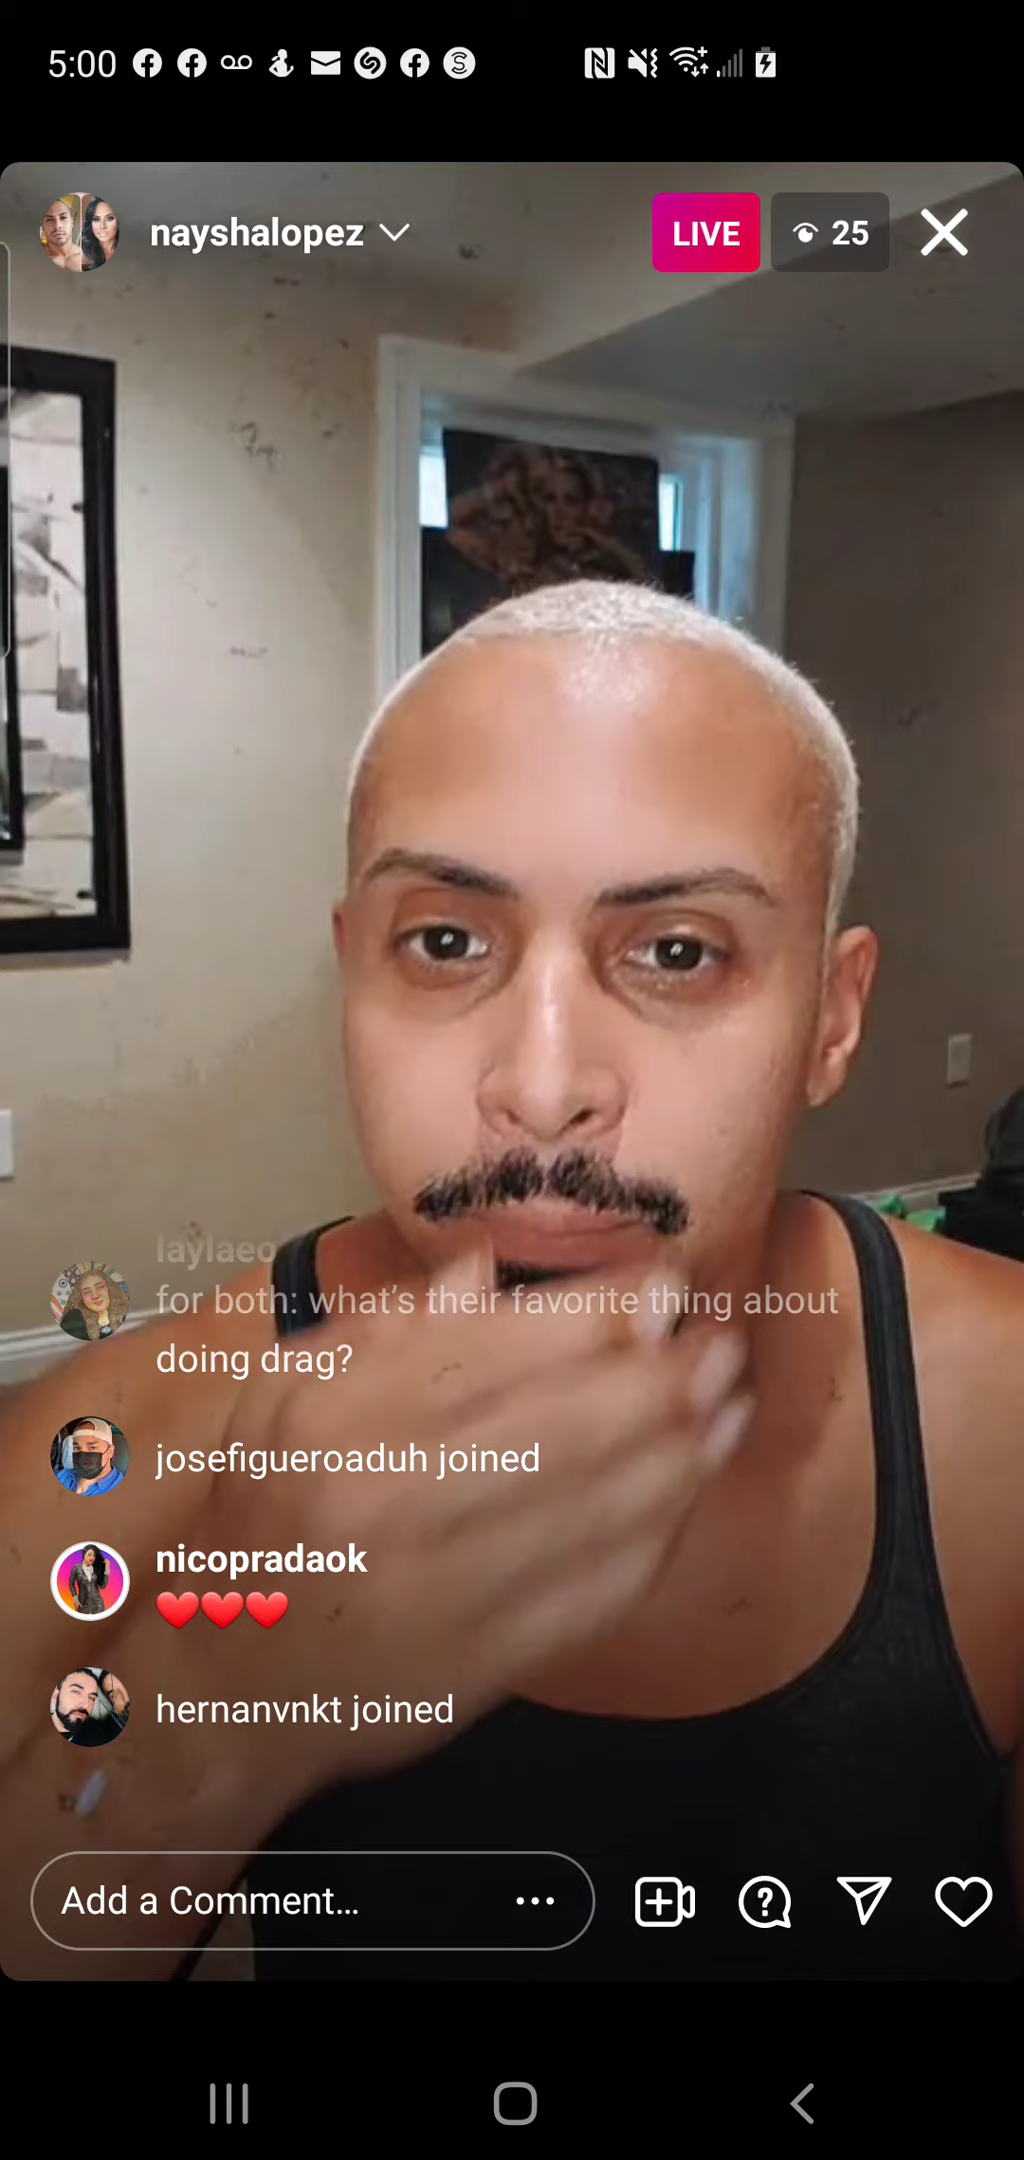 5:00
nayshalopez
LIVE
25
laylaeo
for both: what's their favorite thing about
doing drag?
josefigueroaduh joined
nicopradaok
❤️❤️❤️
hernanvnkt joined
Add a Comment...